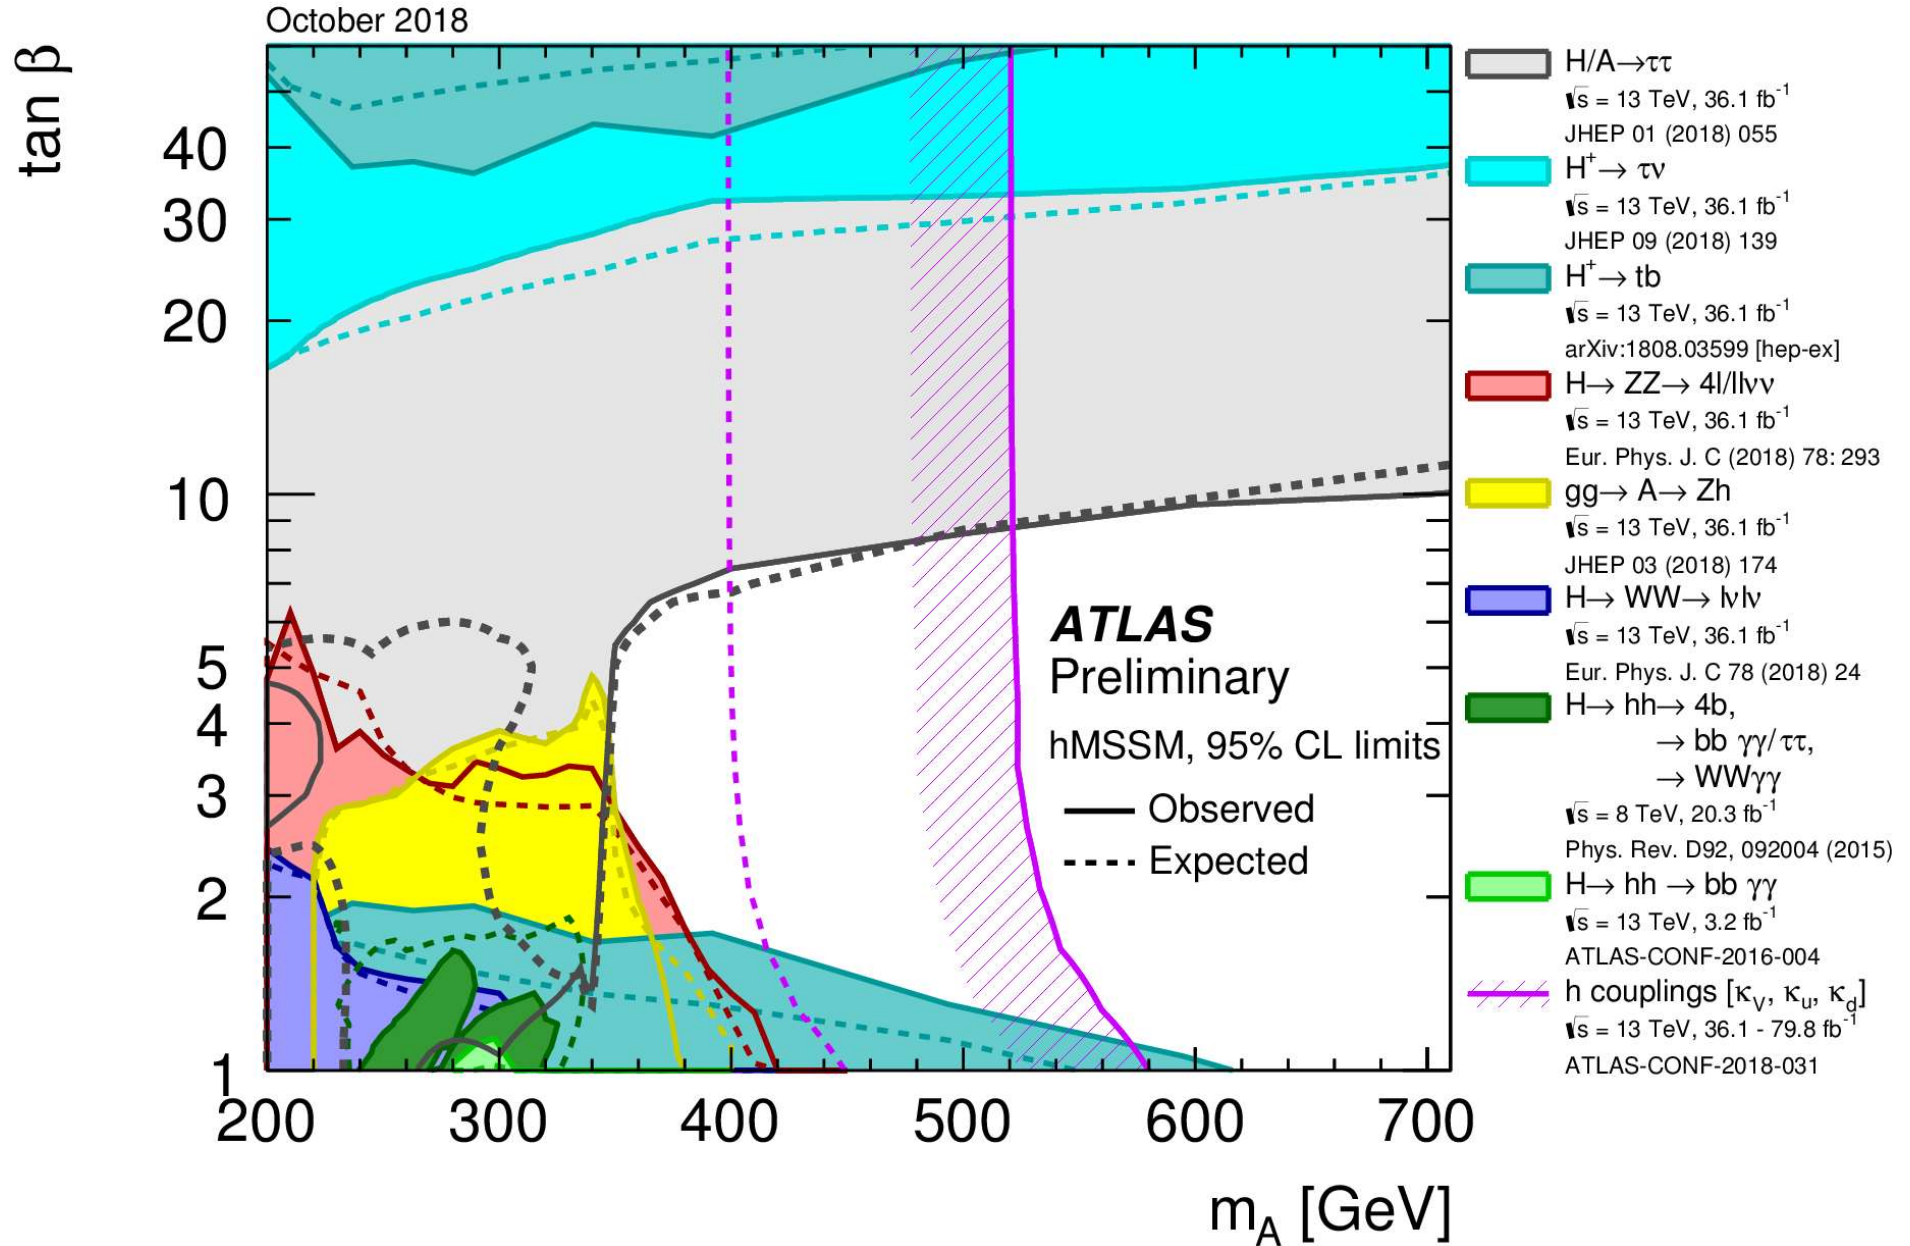 October 2018
tan β
40
30
20
10
5
4
3
2
1
200 300 400 500 600 700
m_A [GeV]
ATLAS
Preliminary
hMSSM, 95% CL limits
Observed
Expected
H/A→ττ
√s = 13 TeV, 36.1 fb⁻¹
JHEP 01 (2018) 055
H⁺→ τν
√s = 13 TeV, 36.1 fb⁻¹
JHEP 09 (2018) 139
H⁺→ tb
√s = 13 TeV, 36.1 fb⁻¹
arXiv:1808.03599 [hep-ex]
H→ ZZ→ 4l/llνν
√s = 13 TeV, 36.1 fb⁻¹
Eur. Phys. J. C (2018) 78: 293
gg→ A→ Zh
√s = 13 TeV, 36.1 fb⁻¹
JHEP 03 (2018) 174
H→ WW→ lνlν
√s = 13 TeV, 36.1 fb⁻¹
Eur. Phys. J. C 78 (2018) 24
H→ hh→ 4b,
→ bb γγ/ττ,
→ WWγγ
√s = 8 TeV, 20.3 fb⁻¹
Phys. Rev. D92, 092004 (2015)
H→ hh → bb γγ
√s = 13 TeV, 3.2 fb⁻¹
ATLAS-CONF-2016-004
h couplings [κ_V, κ_u, κ_d]
√s = 13 TeV, 36.1 - 79.8 fb⁻¹
ATLAS-CONF-2018-031